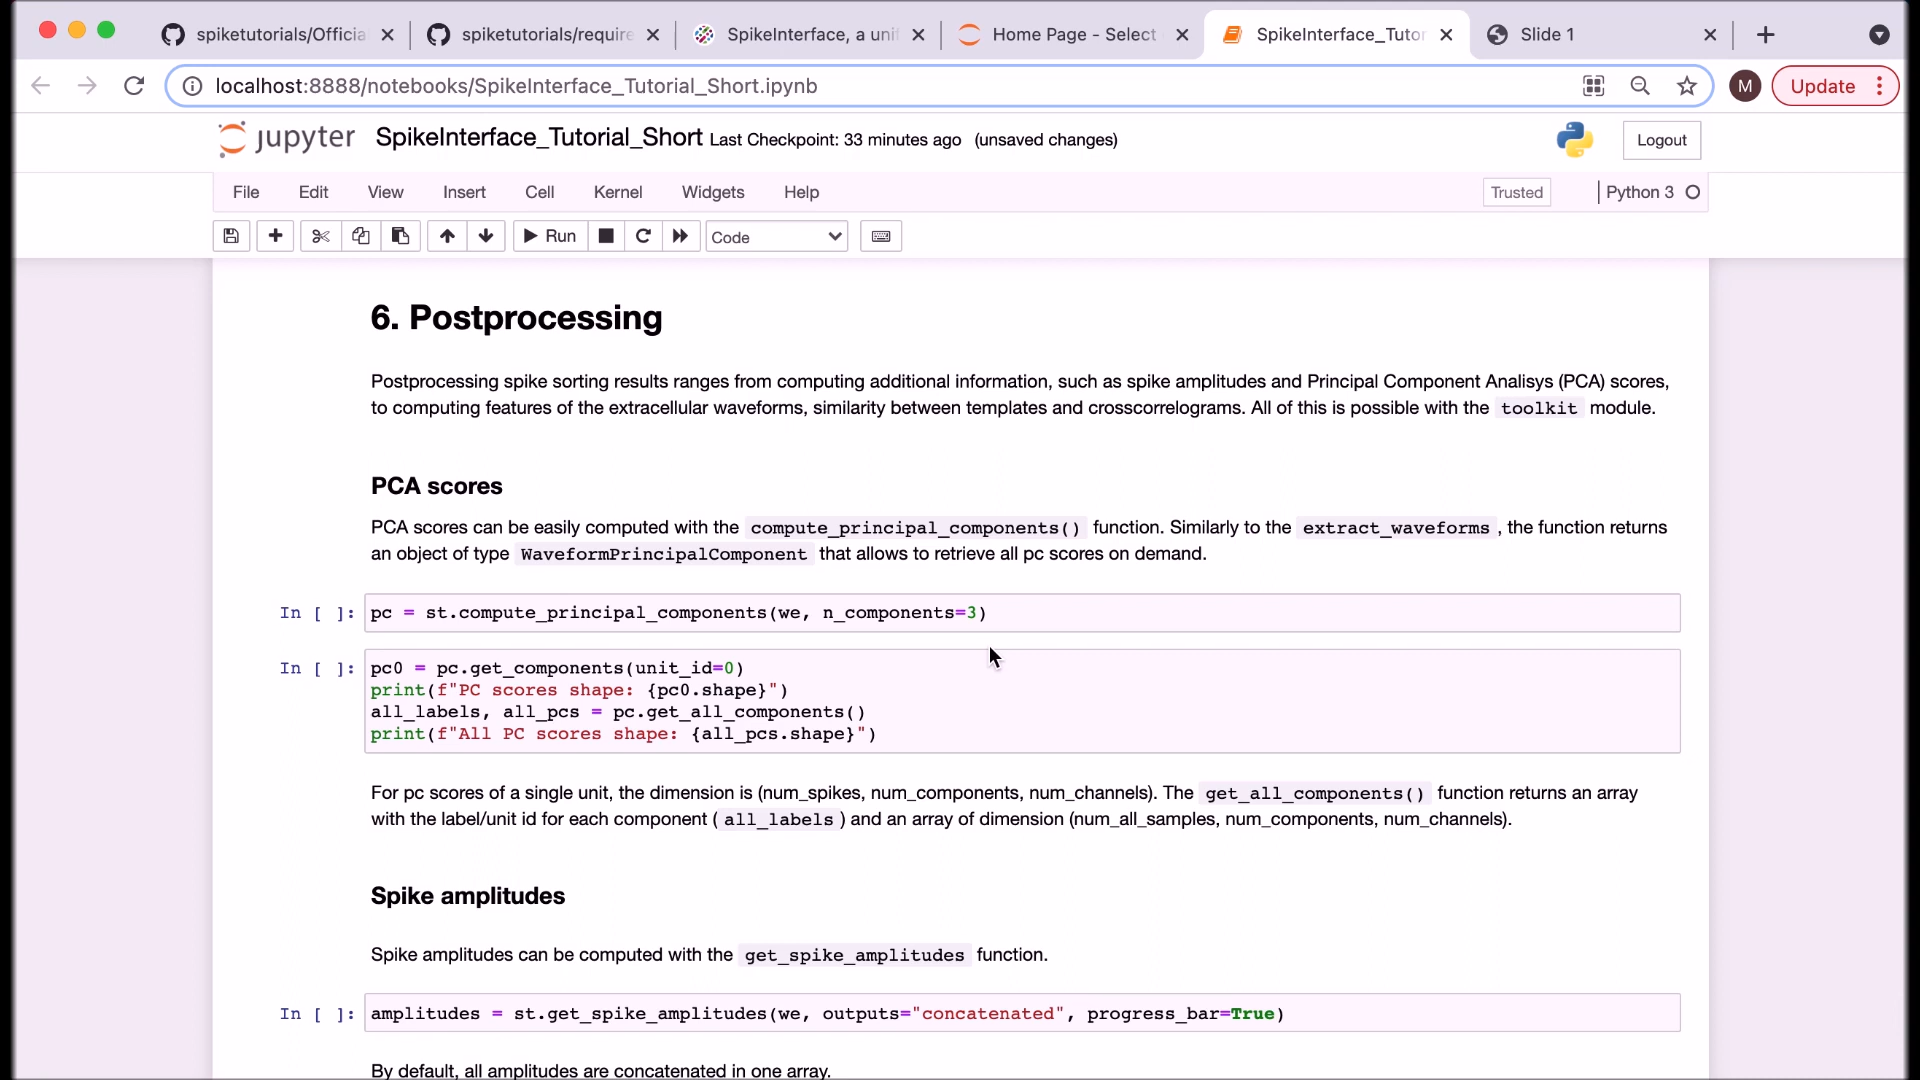 spiketutorials/Officia
spiketutorials/require
SpikeInterface, a uni
Home Page - Select
SpikeInterface_Tutor
Slide 1
localhost:8888/notebooks/SpikeInterface_Tutorial_Short.ipynb
M
Update
jupyter SpikeInterface_Tutorial_Short Last Checkpoint: 33 minutes ago (unsaved changes)
Logout
File Edit View Insert Cell Kernel Widgets Help
Trusted
Python 3
Run
Code
6. Postprocessing
Postprocessing spike sorting results ranges from computing additional information, such as spike amplitudes and Principal Component Analisys (PCA) scores,
to computing features of the extracellular waveforms, similarity between templates and crosscorrelograms. All of this is possible with the toolkit module.
PCA scores
PCA scores can be easily computed with the compute_principal_components() function. Similarly to the extract_waveforms , the function returns
an object of type WaveformPrincipalComponent that allows to retrieve all pc scores on demand.
In [ ]: pc = st.compute_principal_components(we, n_components=3)
In [ ]: pc0 = pc.get_components(unit_id=0)
print(f"PC scores shape: {pc0.shape}")
all_labels, all_pcs = pc.get_all_components()
print(f"All PC scores shape: {all_pcs.shape}")
For pc scores of a single unit, the dimension is (num_spikes, num_components, num_channels). The get_all_components() function returns an array
with the label/unit id for each component ( all_labels ) and an array of dimension (num_all_samples, num_components, num_channels).
Spike amplitudes
Spike amplitudes can be computed with the get_spike_amplitudes function.
In [ ]: amplitudes = st.get_spike_amplitudes(we, outputs="concatenated", progress_bar=True)
By default, all amplitudes are concatenated in one array.